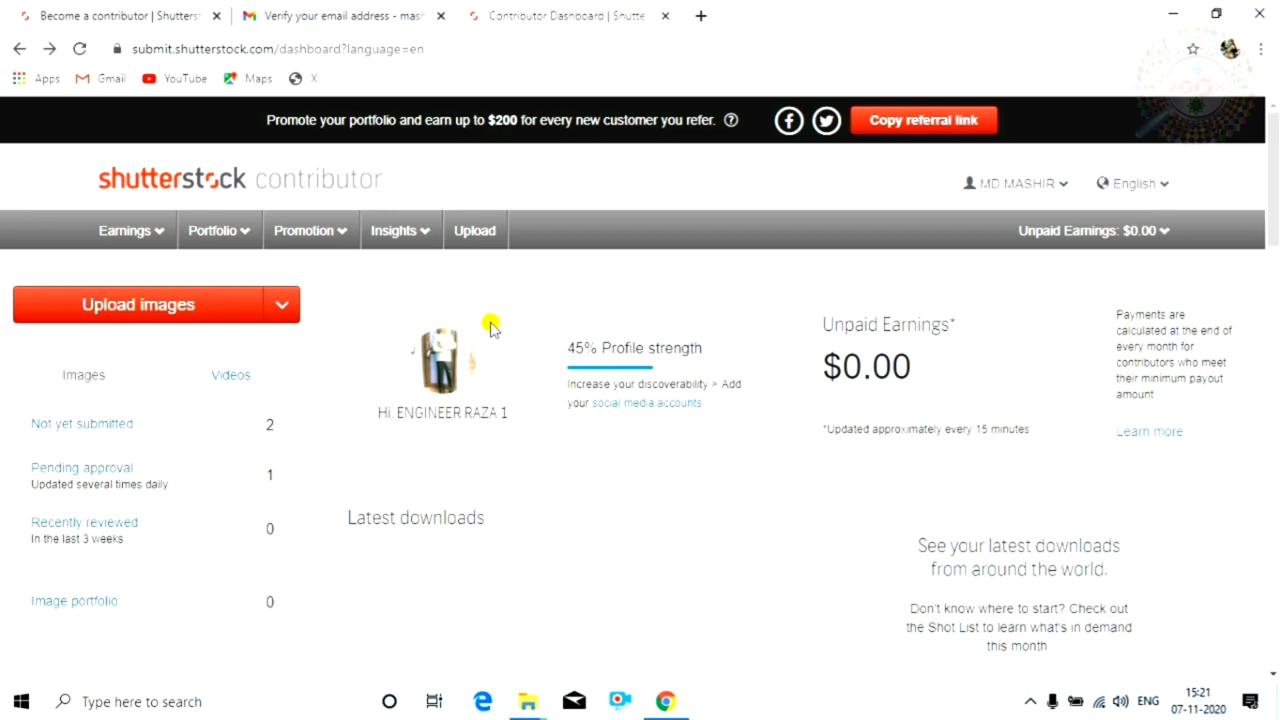 Become a contributor | Shutterst
Verify your email address - mash
Contributor Dashboard | Shutte
submit.shutterstock.com/dashboard?language=en
Apps
Gmail
YouTube
Maps
X
Promote your portfolio and earn up to $200 for every new customer you refer. ?
Copy referral link
shutterstock contributor
MD MASHIR
English
Earnings
Portfolio
Promotion
Insights
Upload
Unpaid Earnings: $0.00
Upload images
Images
Videos
Not yet submitted 2
Pending approval 1
Updated several times daily
Recently reviewed 0
In the last 3 weeks
Image portfolio 0
Hi, ENGINEER RAZA 1
45% Profile strength
Increase your discoverability > Add
your social media accounts
Unpaid Earnings*
$0.00
*Updated approximately every 15 minutes
Payments are
calculated at the end of
every month for
contributors who meet
their minimum payout
amount
Learn more
Latest downloads
See your latest downloads
from around the world.
Don't know where to start? Check out
the Shot List to learn what's in demand
this month
Type here to search
ENG
15:21
07-11-2020